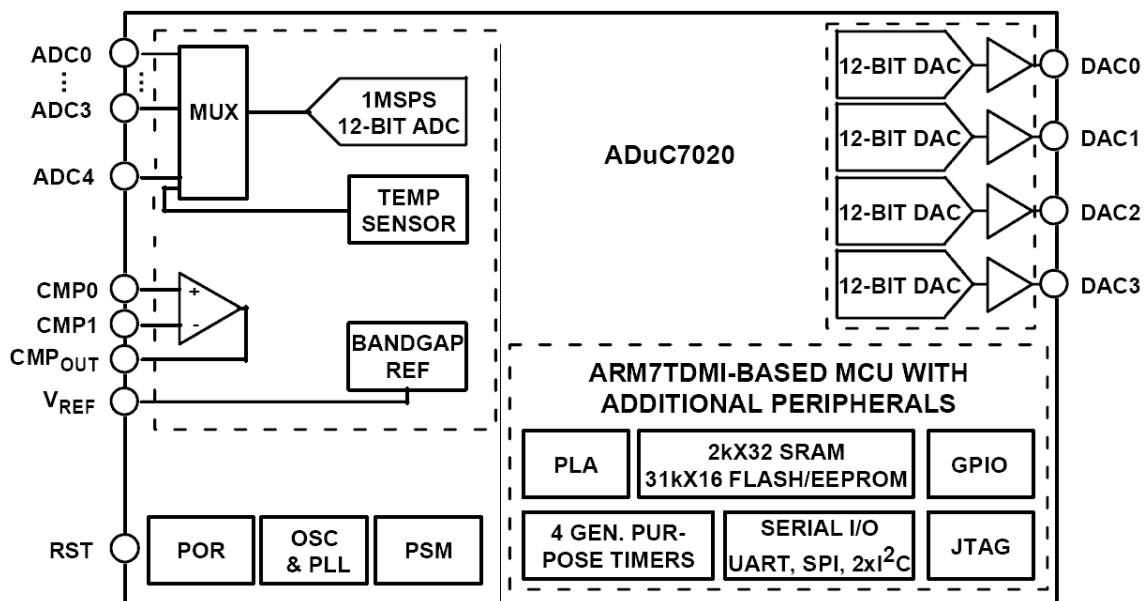 ADC0
ADC3
ADC4
MUX
1MSPS
12-BIT ADC
TEMP
SENSOR
CMP0
CMP1
CMPOUT
VREF
+
-
BANDGAP
REF
RST
POR
OSC
& PLL
PSM
ADuC7020
12-BIT DAC
DAC0
12-BIT DAC
DAC1
12-BIT DAC
DAC2
12-BIT DAC
DAC3
ARM7TDMI-BASED MCU WITH
ADDITIONAL PERIPHERALS
PLA
2kX32 SRAM
31kX16 FLASH/EEPROM
GPIO
4 GEN. PUR-
POSE TIMERS
SERIAL I/O
UART, SPI, 2xI²C
JTAG